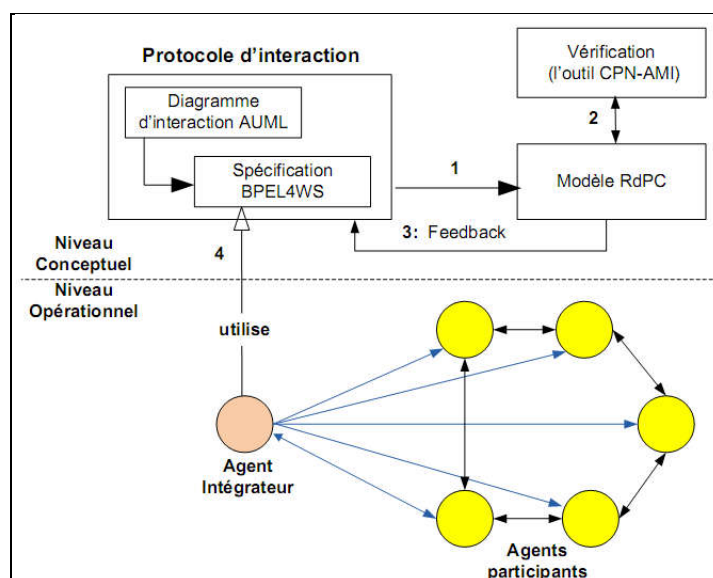 Protocole d'interaction
Diagramme
d'interaction AUML
Spécification
BPEL4WS
Vérification
(l'outil CPN-AMI)
2
1
Modèle RdPC
3: Feedback
4
Niveau
Conceptuel
Niveau
Opérationnel
utilise
Agent
Intégrateur
Agents
participants